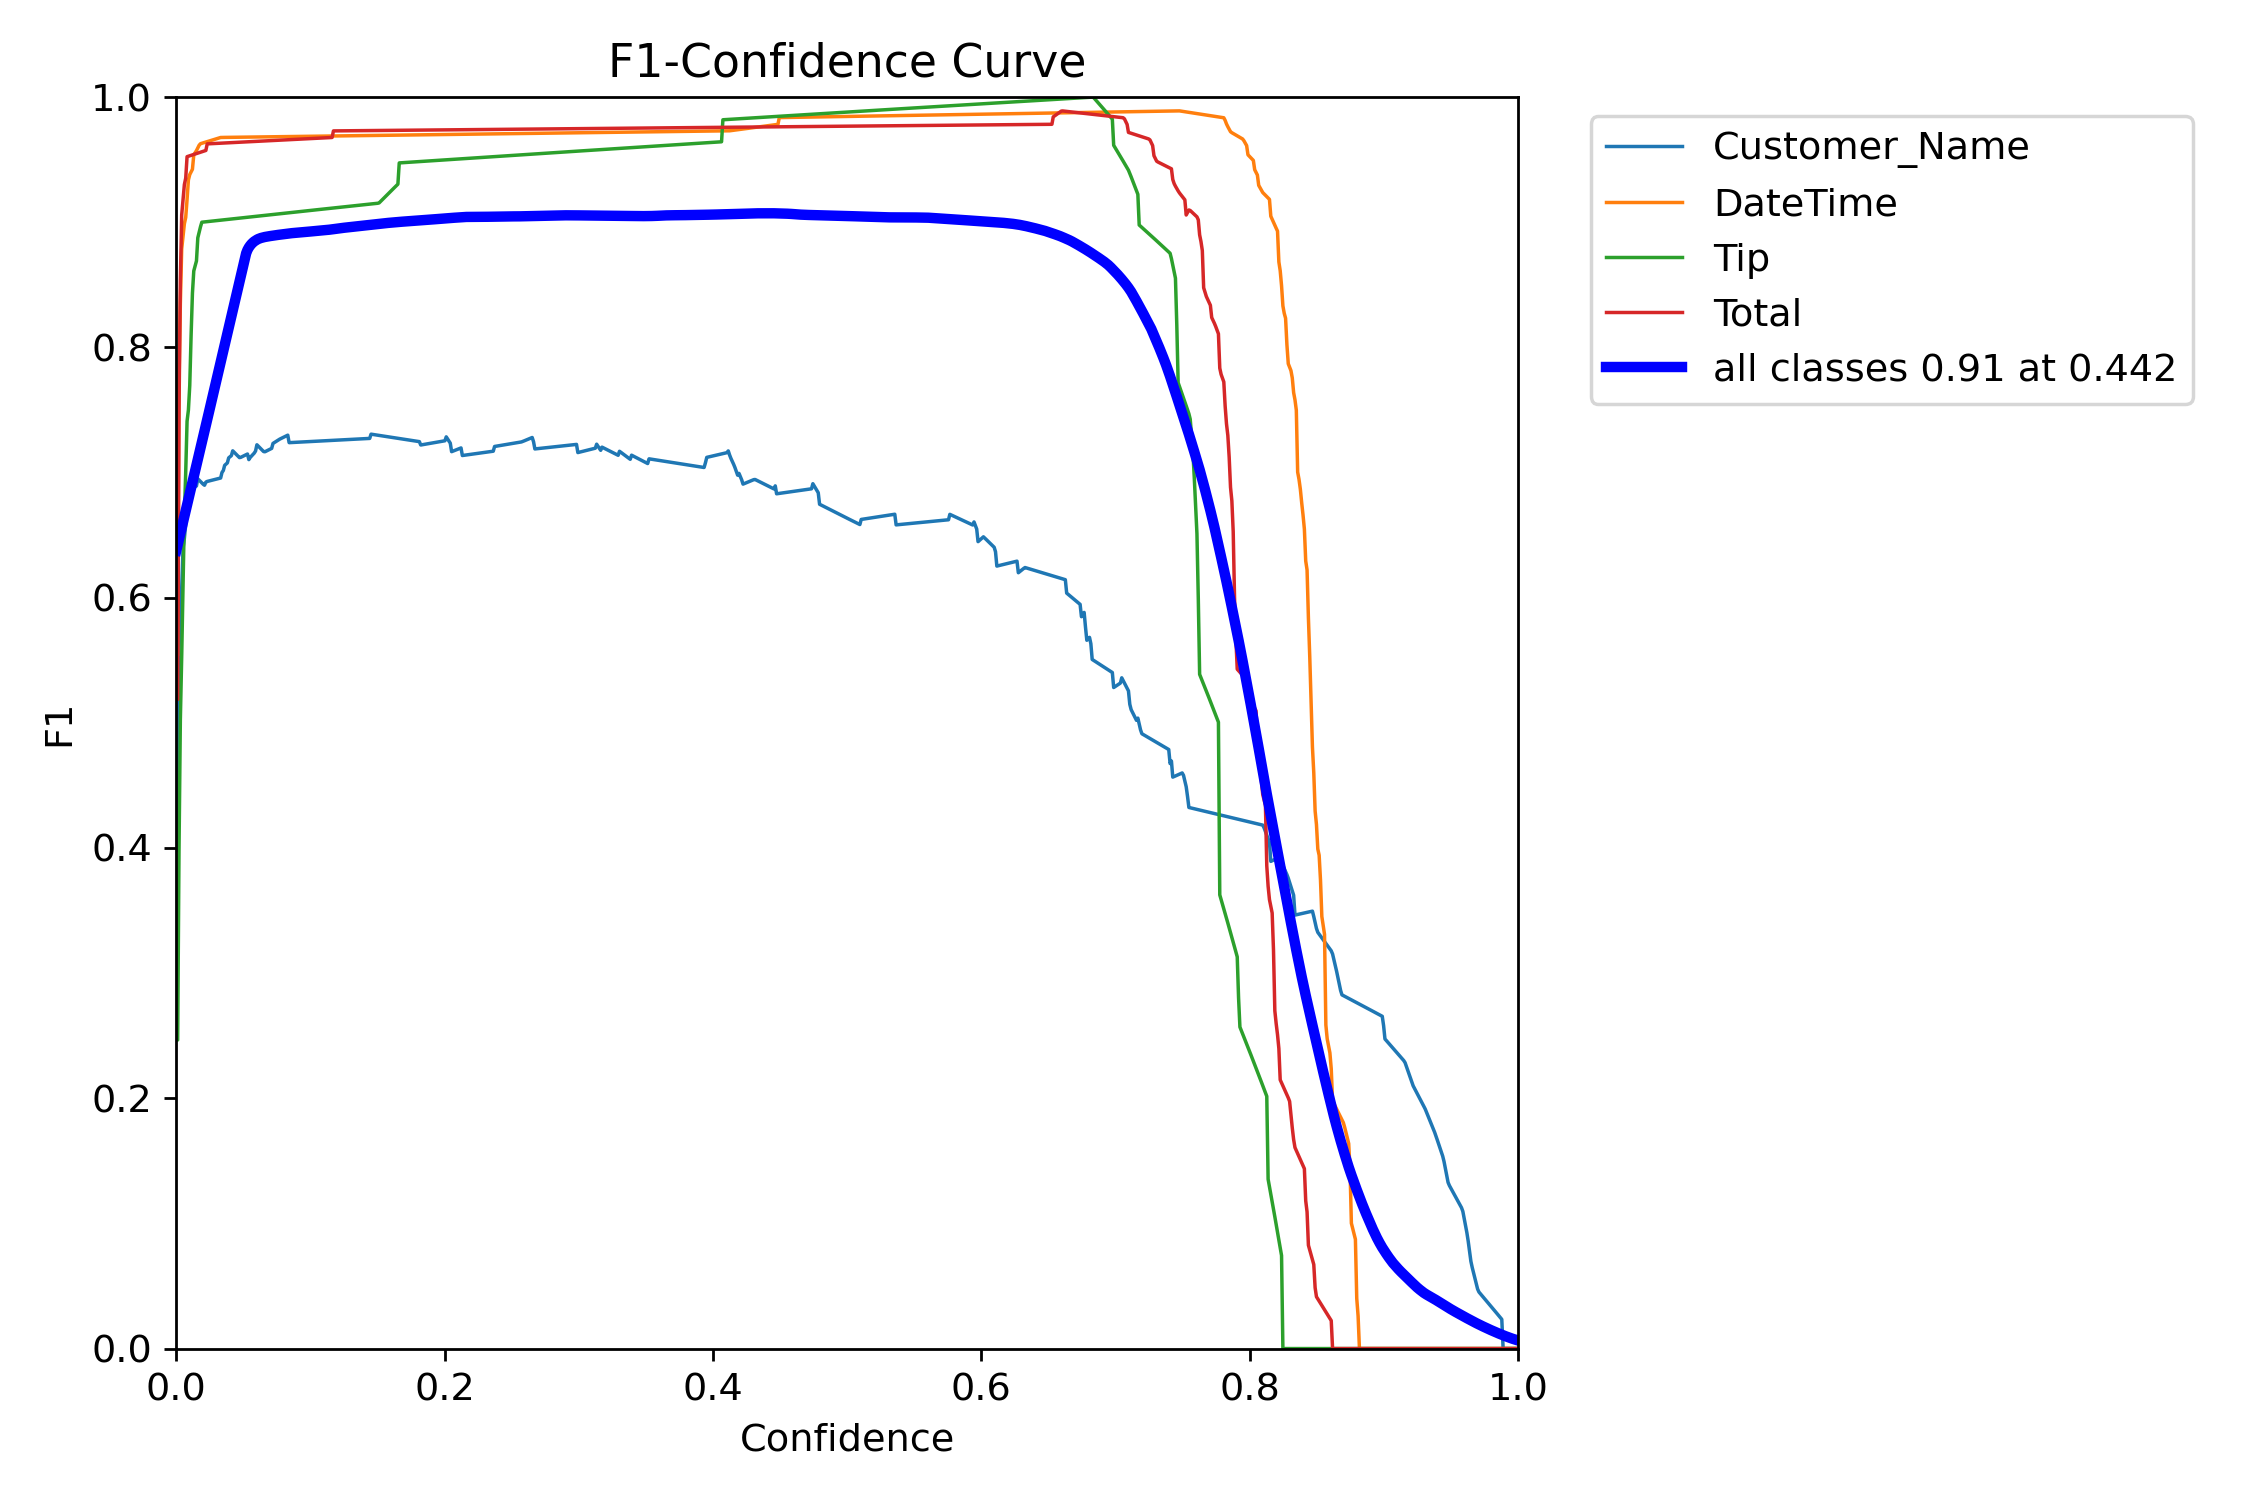 F1-Confidence Curve
1.0
0.8
0.6
0.4
0.2
0.0
F1
0.0 0.2 0.4 0.6 0.8 1.0
Confidence
Customer_Name
DateTime
Tip
Total
all classes 0.91 at 0.442